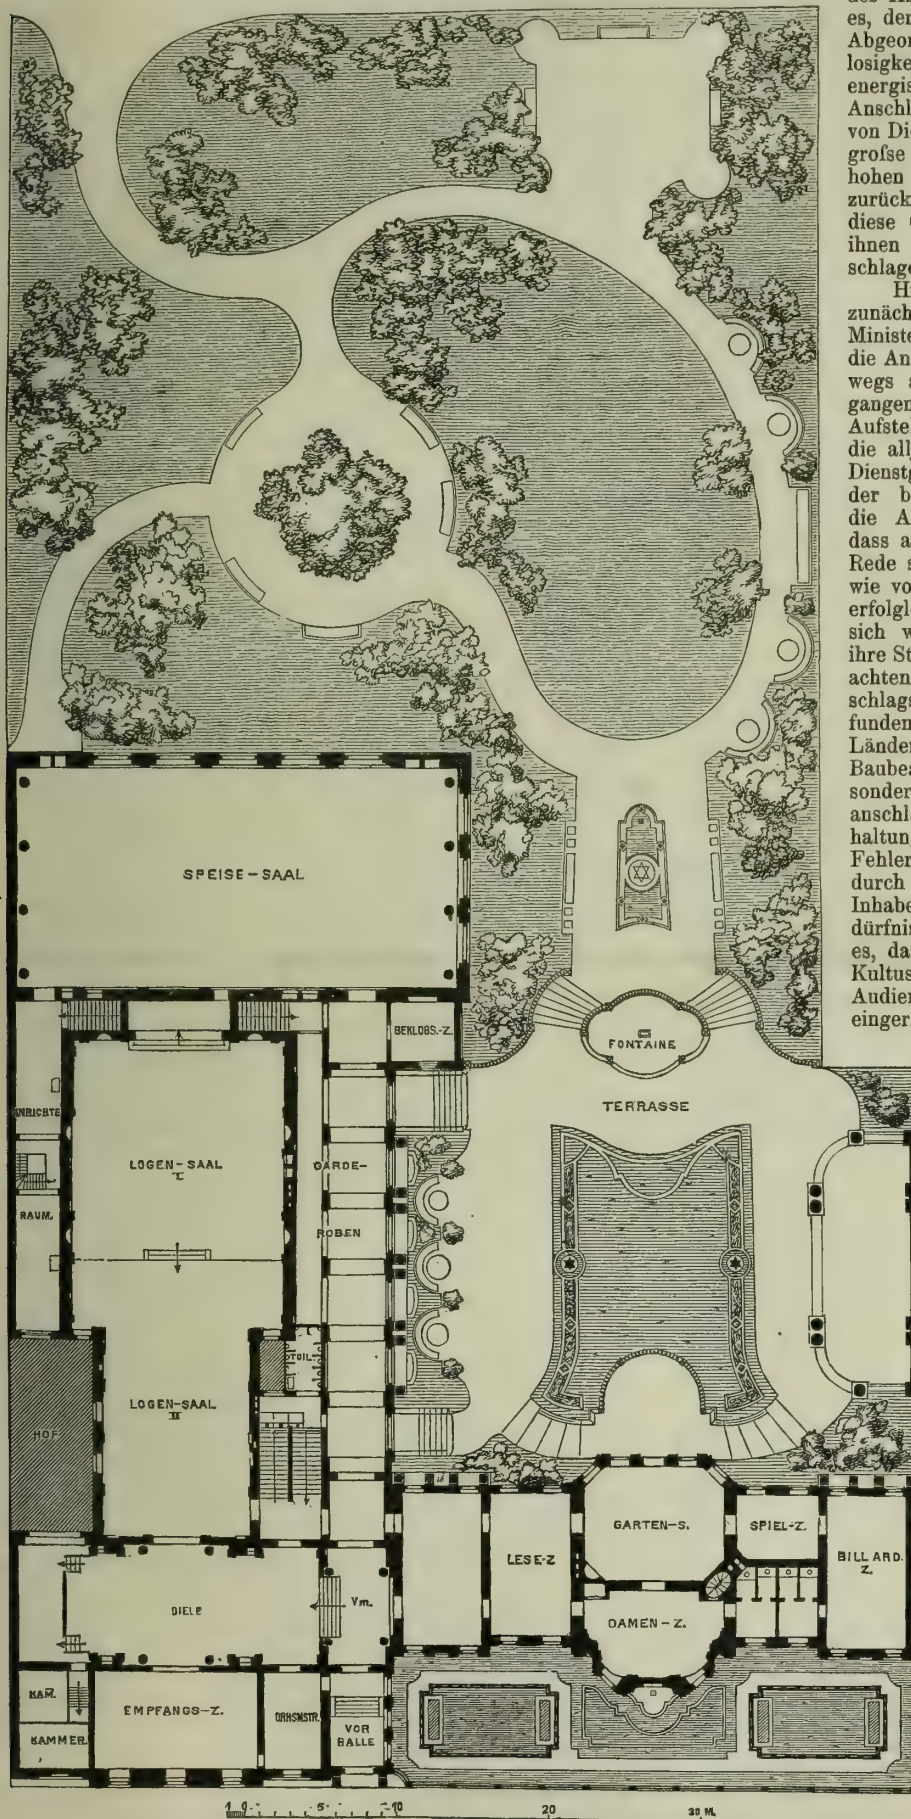 es, der
Abgeor
losigke
energis
Anschl
von Di
große
hohen
zurück
diese
ihnen
schlage
H
zunäch
Ministe
die An
wegs a
gangen
Aufste
die all
Dienstg
der b
die A
dass a
Rede s
wie vo
erfolgl
sich w
ihre St
achten
schlags
funden
Länder
Baubea
sonder
anschl
haltun
Fehler
durch
Inhabe
dürfnis
es, da
Kultus
Audien
einger
SPEISE-SAAL
BEKLDBS.-Z.
FONTAINE
TERRASSE
ANRICHTE
LOGEN-SAAL
I
GARDE-
RAUM.
ROBEN
TOIL.
LOGEN-SAAL
II
HOF
GARTEN-S.
SPIEL-Z.
LESE-Z
BILLARD.
Z.
DIELE
Vm.
DAMEN-Z.
KAM.
EMPFANGS-Z.
KAMMER.
VOR
HALLE
1 0 5 10 20 30 M.